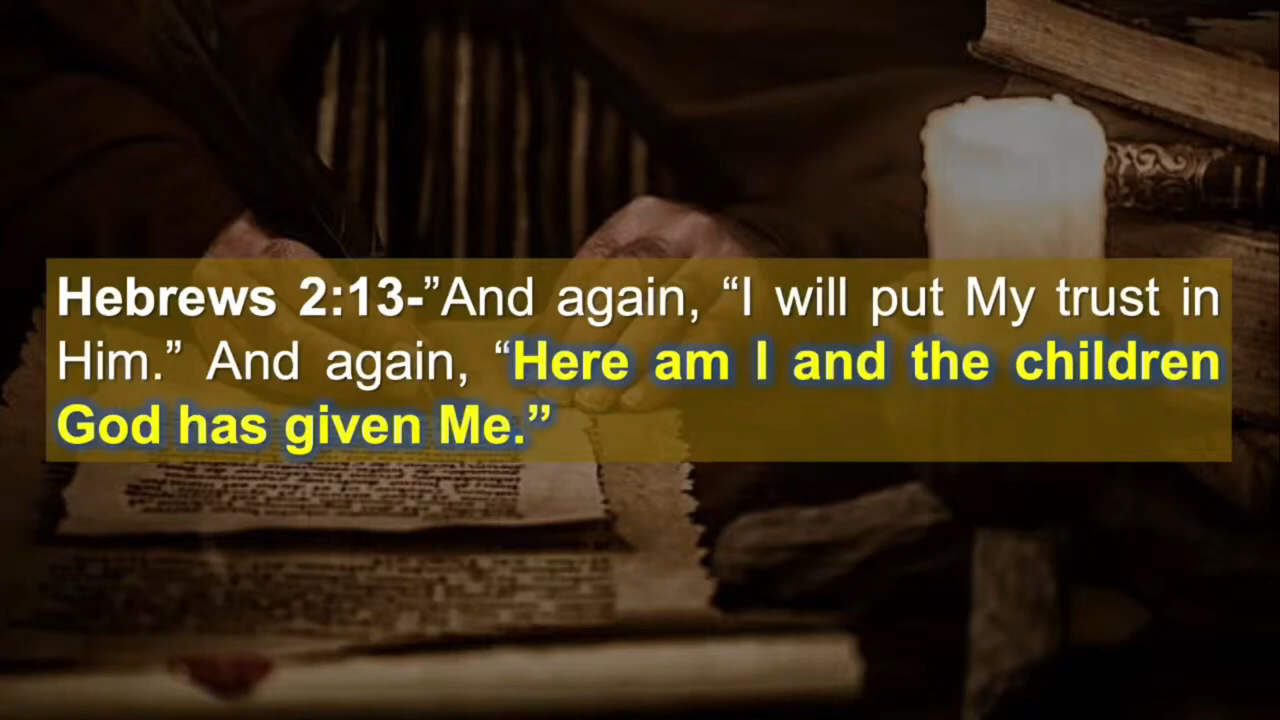 Hebrews 2:13-”And again, “I will put My trust in
Him.” And again, “Here am I and the children
God has given Me.”